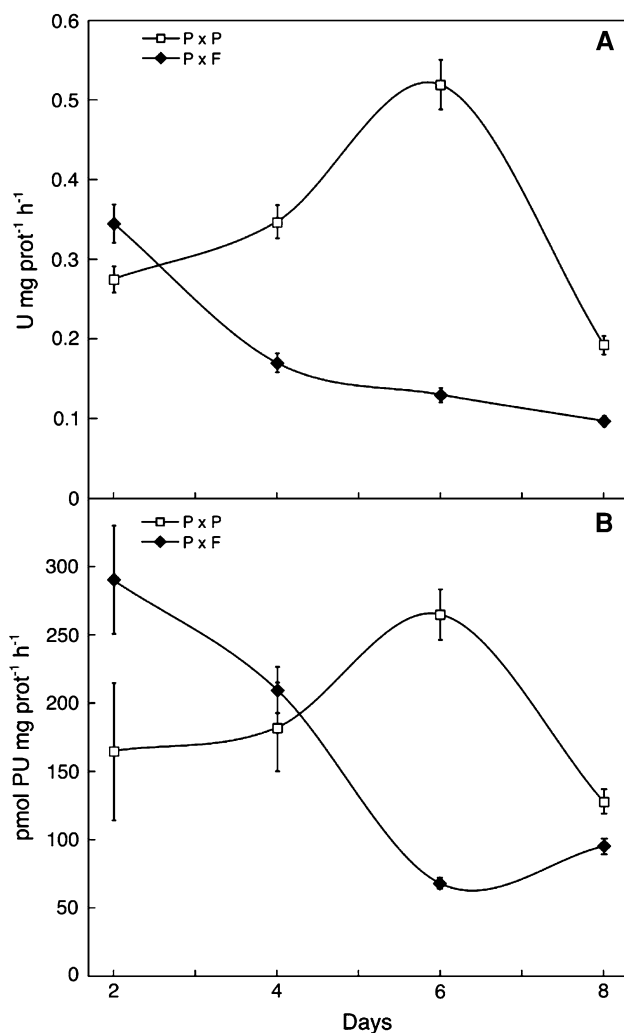 0.6
P x P
A
P x F
0.5
0.4
0.3
0.2
0.1
0
U mg prot⁻¹ h⁻¹
P x P
B
P x F
300
250
200
150
100
50
0
pmol PU mg prot⁻¹ h⁻¹
2 4 6 8
Days